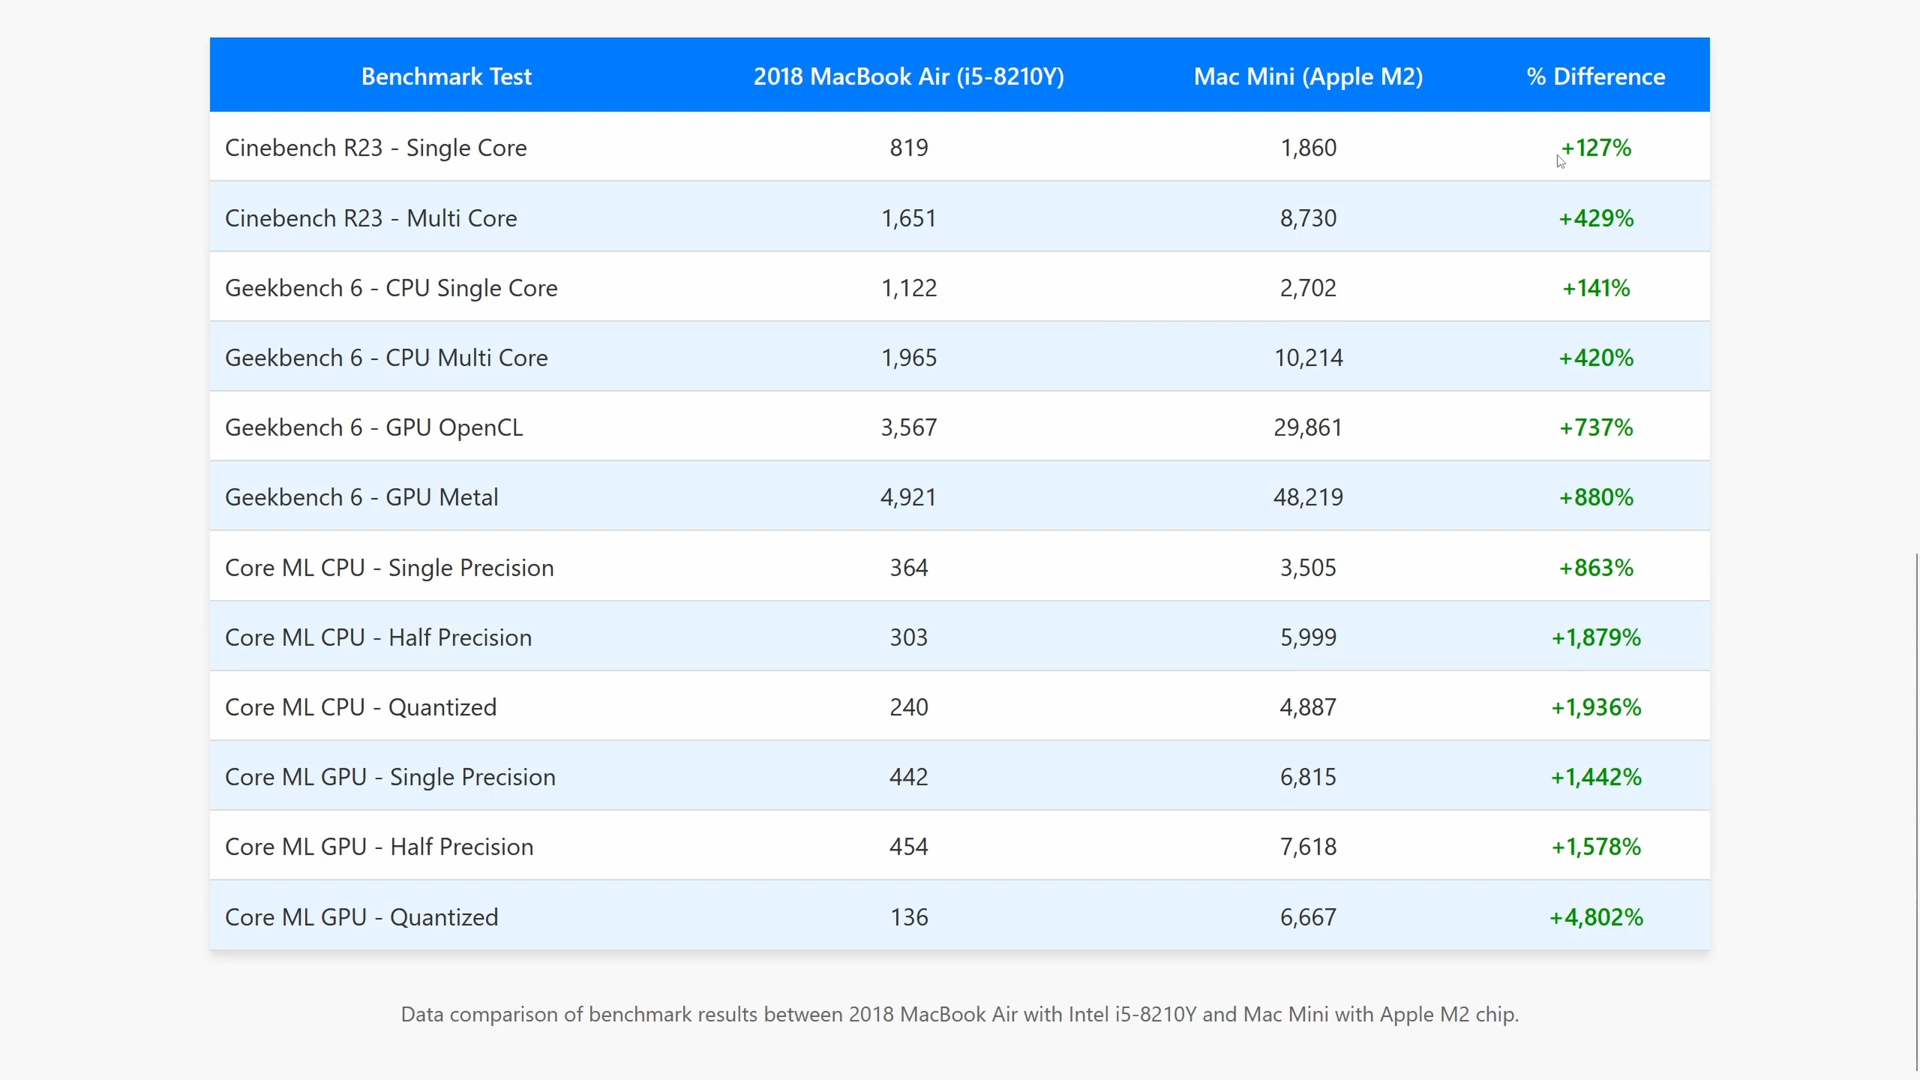 Benchmark Test 2018 MacBook Air (i5-8210Y) Mac Mini (Apple M2) % Difference
Cinebench R23 - Single Core 819 1,860 +127%
Cinebench R23 - Multi Core 1,651 8,730 +429%
Geekbench 6 - CPU Single Core 1,122 2,702 +141%
Geekbench 6 - CPU Multi Core 1,965 10,214 +420%
Geekbench 6 - GPU OpenCL 3,567 29,861 +737%
Geekbench 6 - GPU Metal 4,921 48,219 +880%
Core ML CPU - Single Precision 364 3,505 +863%
Core ML CPU - Half Precision 303 5,999 +1,879%
Core ML CPU - Quantized 240 4,887 +1,936%
Core ML GPU - Single Precision 442 6,815 +1,442%
Core ML GPU - Half Precision 454 7,618 +1,578%
Core ML GPU - Quantized 136 6,667 +4,802%
Data comparison of benchmark results between 2018 MacBook Air with Intel i5-8210Y and Mac Mini with Apple M2 chip.